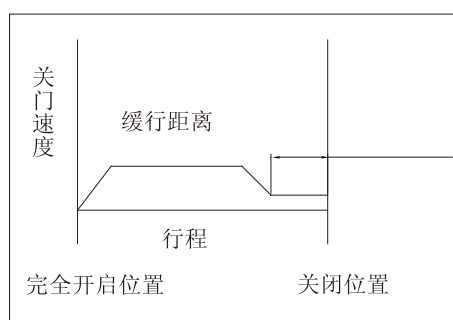 关门速度
缓行距离
行程
完全开启位置
关闭位置